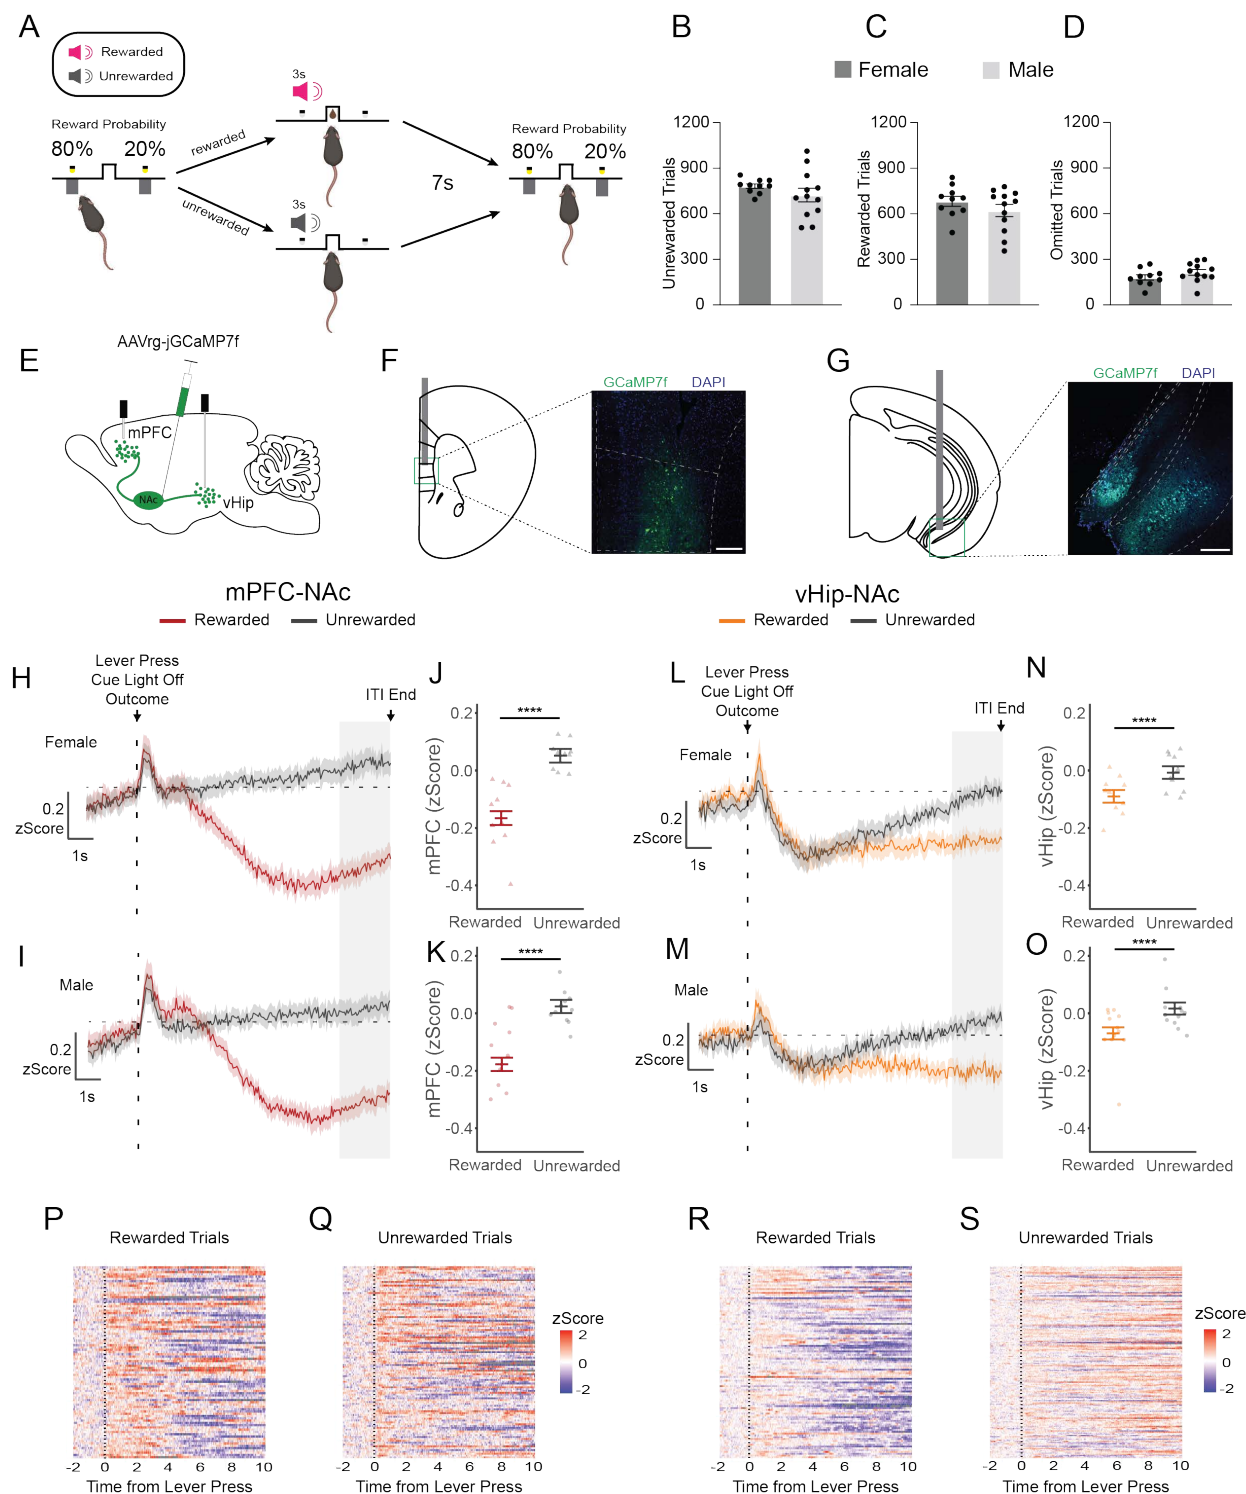 A
Rewarded
Unrewarded
Reward Probability
80% 20%
rewarded
unrewarded
3s
3s
7s
Reward Probability
80% 20%
B
C
D
Female
Male
Unrewarded Trials
1200
900
600
300
0
Rewarded Trials
1200
900
600
300
0
Omitted Trials
1200
900
600
300
0
E
AAVrg-jGCaMP7f
mPFC
NAc
vHip
F
GCaMP7f DAPI
G
GCaMP7f DAPI
mPFC-NAc
Rewarded Unrewarded
vHip-NAc
Rewarded Unrewarded
H
Lever Press
Cue Light Off
Outcome
ITI End
Female
0.2
zScore
1s
J
mPFC (zScore)
0.2
0.0
-0.2
-0.4
****
Rewarded Unrewarded
L
Lever Press
Cue Light Off
Outcome
ITI End
Female
0.2
zScore
1s
N
vHip (zScore)
0.2
0.0
-0.2
-0.4
****
Rewarded Unrewarded
I
Male
0.2
zScore
1s
K
mPFC (zScore)
0.2
0.0
-0.2
-0.4
****
Rewarded Unrewarded
M
Male
0.2
zScore
1s
O
vHip (zScore)
0.2
0.0
-0.2
-0.4
****
Rewarded Unrewarded
P
Rewarded Trials
-2 0 2 4 6 8 10
Time from Lever Press
Q
Unrewarded Trials
-2 0 2 4 6 8 10
Time from Lever Press
zScore
2
0
-2
R
Rewarded Trials
-2 0 2 4 6 8 10
Time from Lever Press
S
Unrewarded Trials
-2 0 2 4 6 8 10
Time from Lever Press
zScore
2
0
-2